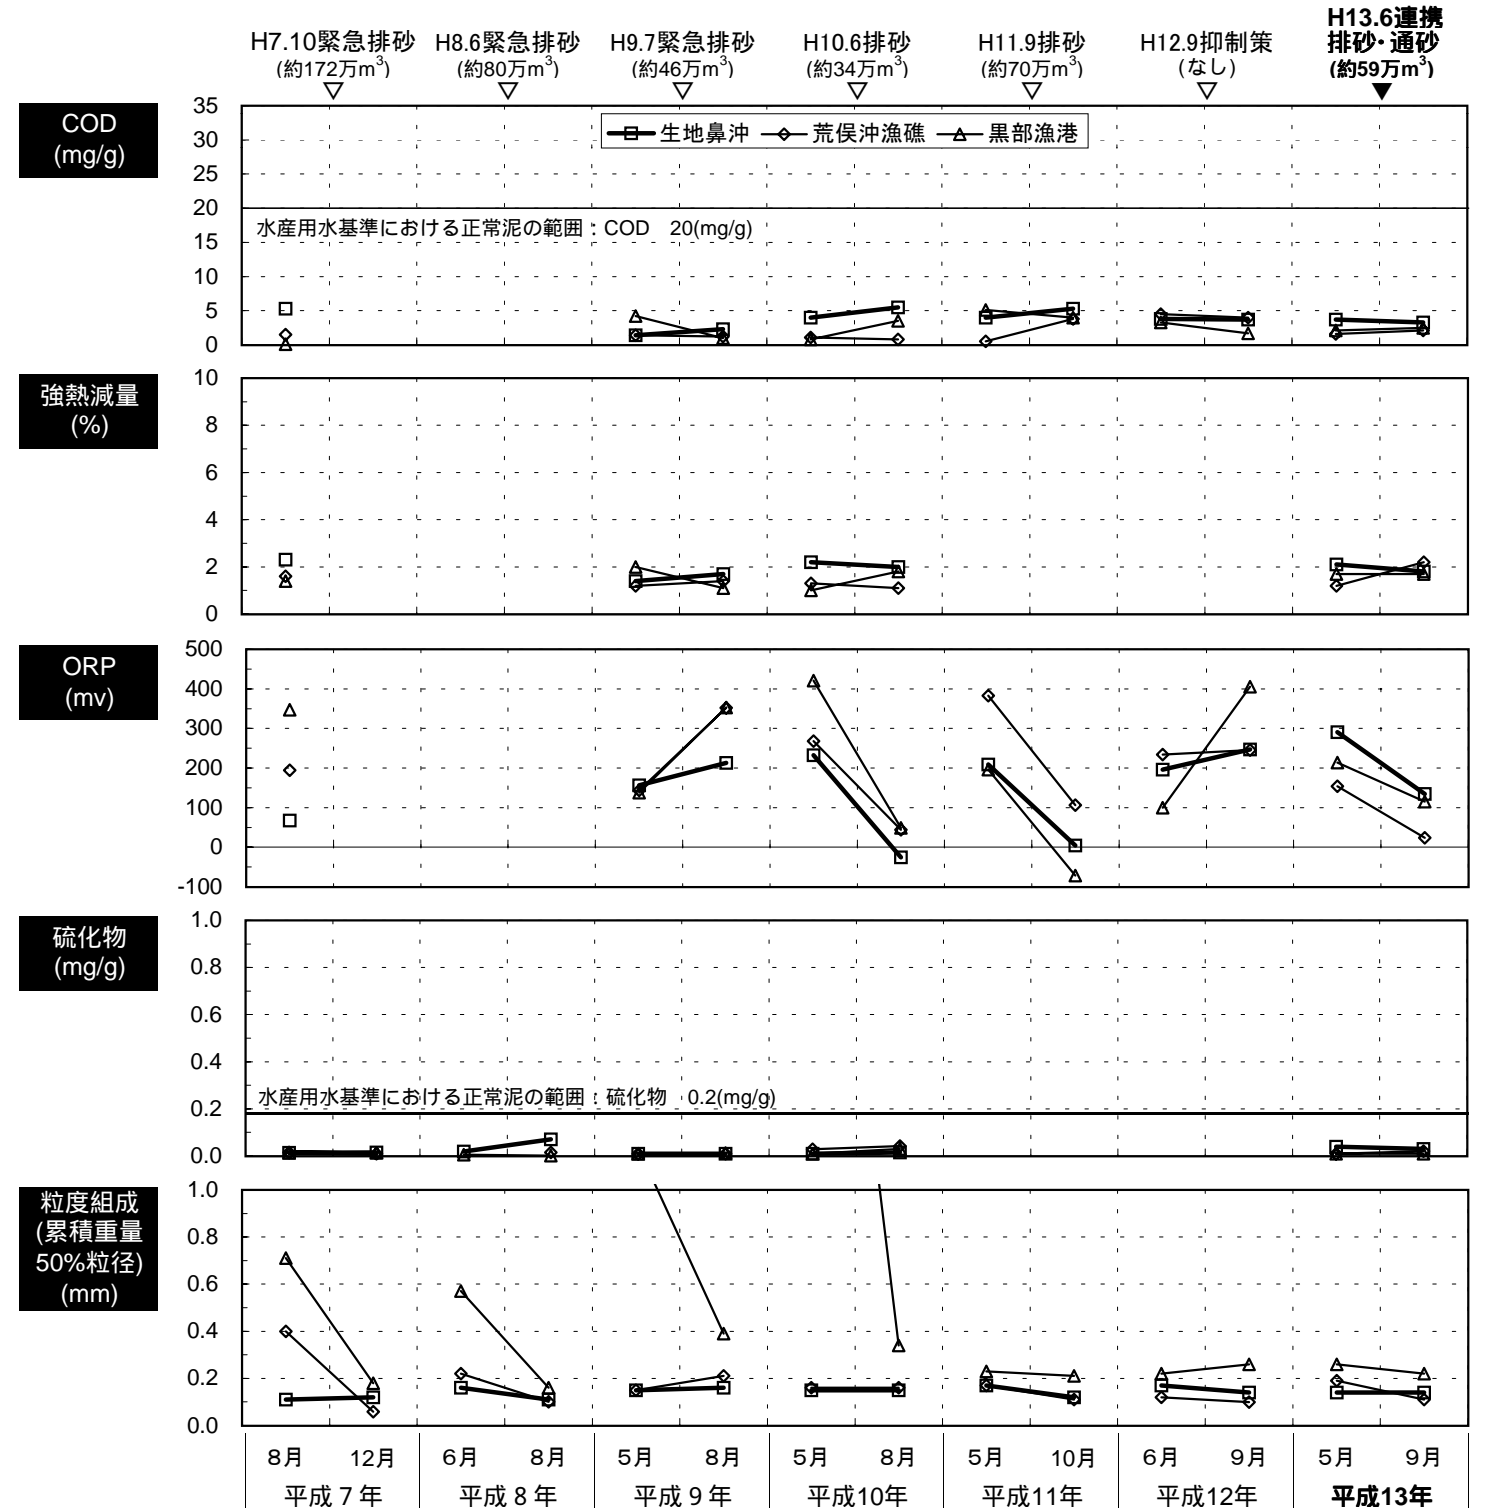 H13.6連携
H7.10緊急排砂 H8.6緊急排砂 H9.7緊急排砂 H10.6排砂 H11.9排砂 H12.9抑制策 排砂・通砂
(約172万m³) (約80万m³) (約46万m³) (約34万m³) (約70万m³) (なし) (約59万m³)
COD
(mg/g)
35
30
25
20
15
10
5
0
生地鼻沖 荒俣沖漁礁 黒部漁港
水産用水基準における正常泥の範囲：COD 20(mg/g)
強熱減量
(%)
10
8
6
4
2
0
ORP
(mv)
500
400
300
200
100
0
-100
硫化物
(mg/g)
1.0
0.8
0.6
0.4
0.2
0.0
水産用水基準における正常泥の範囲：硫化物 0.2(mg/g)
粒度組成
(累積重量
50%粒径)
(mm)
1.0
0.8
0.6
0.4
0.2
0.0
8月 12月 6月 8月 5月 8月 5月 8月 5月 10月 6月 9月 5月 9月
平成7年 平成8年 平成9年 平成10年 平成11年 平成12年 平成13年